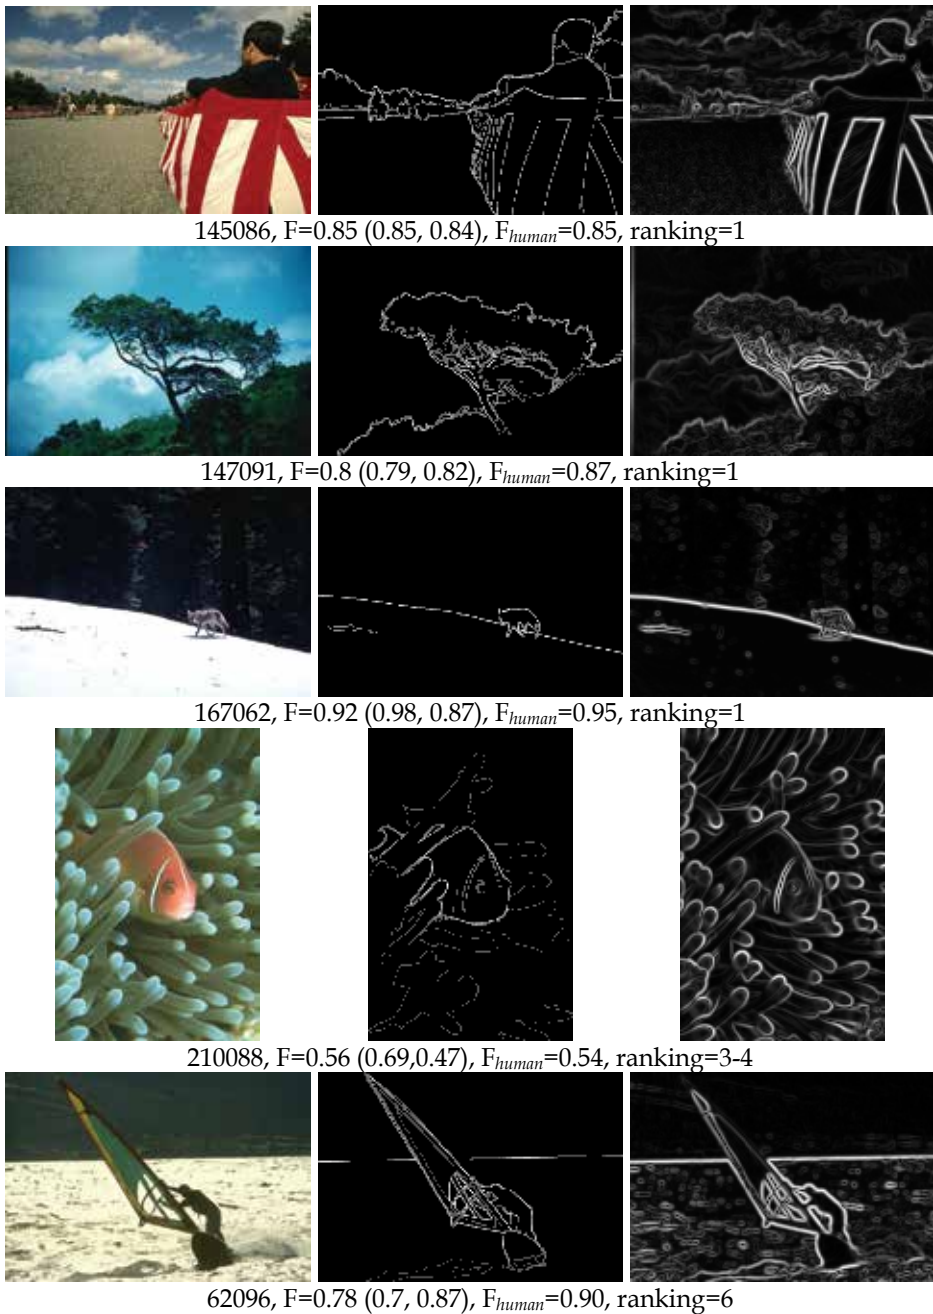 145086, F=0.85 (0.85, 0.84), Fhuman=0.85, ranking=1
147091, F=0.8 (0.79, 0.82), Fhuman=0.87, ranking=1
167062, F=0.92 (0.98, 0.87), Fhuman=0.95, ranking=1
210088, F=0.56 (0.69,0.47), Fhuman=0.54, ranking=3-4
62096, F=0.78 (0.7, 0.87), Fhuman=0.90, ranking=6